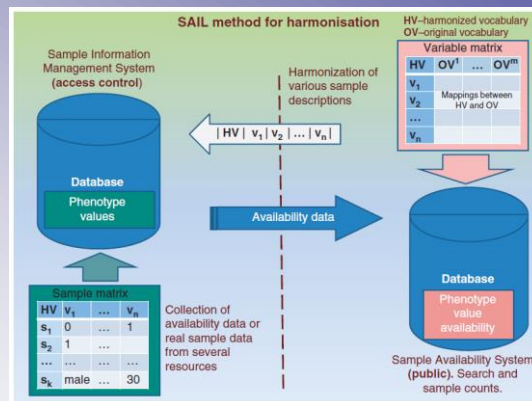 SAIL method for harmonisation
HV–harmonized vocabulary
OV–original vocabulary
Sample Information
Management System
(access control)
Database
Phenotype
values
Harmonization of
various sample
descriptions
| HV | v1 | v2 | ... | vn |
Variable matrix
HV OV1 ... OVm
v1
v2
...
vn
Mappings between
HV and OV
Availability data
Database
Phenotype
value
availability
Sample matrix
HV v1 ... vn
s1 0 ... 1
s2 1 ...
... ... ... ...
sk male ... 30
Collection of
availability data or
real sample data
from several
resources
Sample Availability System
(public). Search and
sample counts.